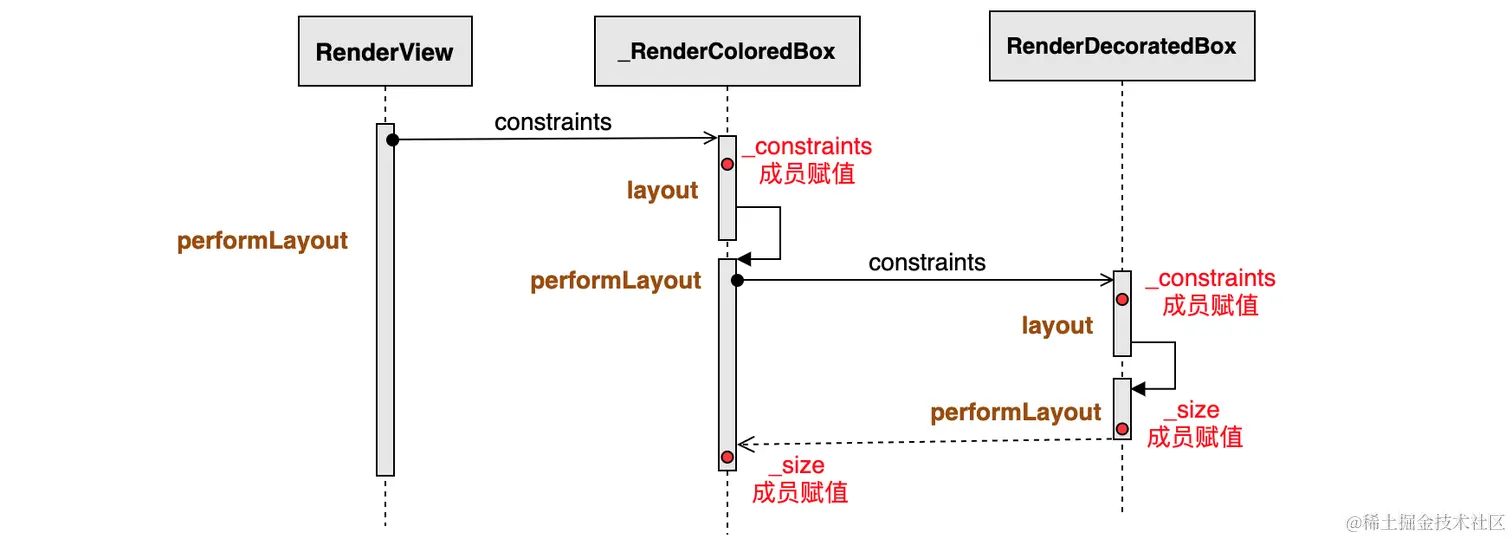 RenderView
_RenderColoredBox
RenderDecoratedBox
constraints
_constraints
成员赋值
layout
performLayout
performLayout
constraints
_constraints
成员赋值
layout
performLayout
_size
成员赋值
_size
成员赋值
@稀土掘金技术社区